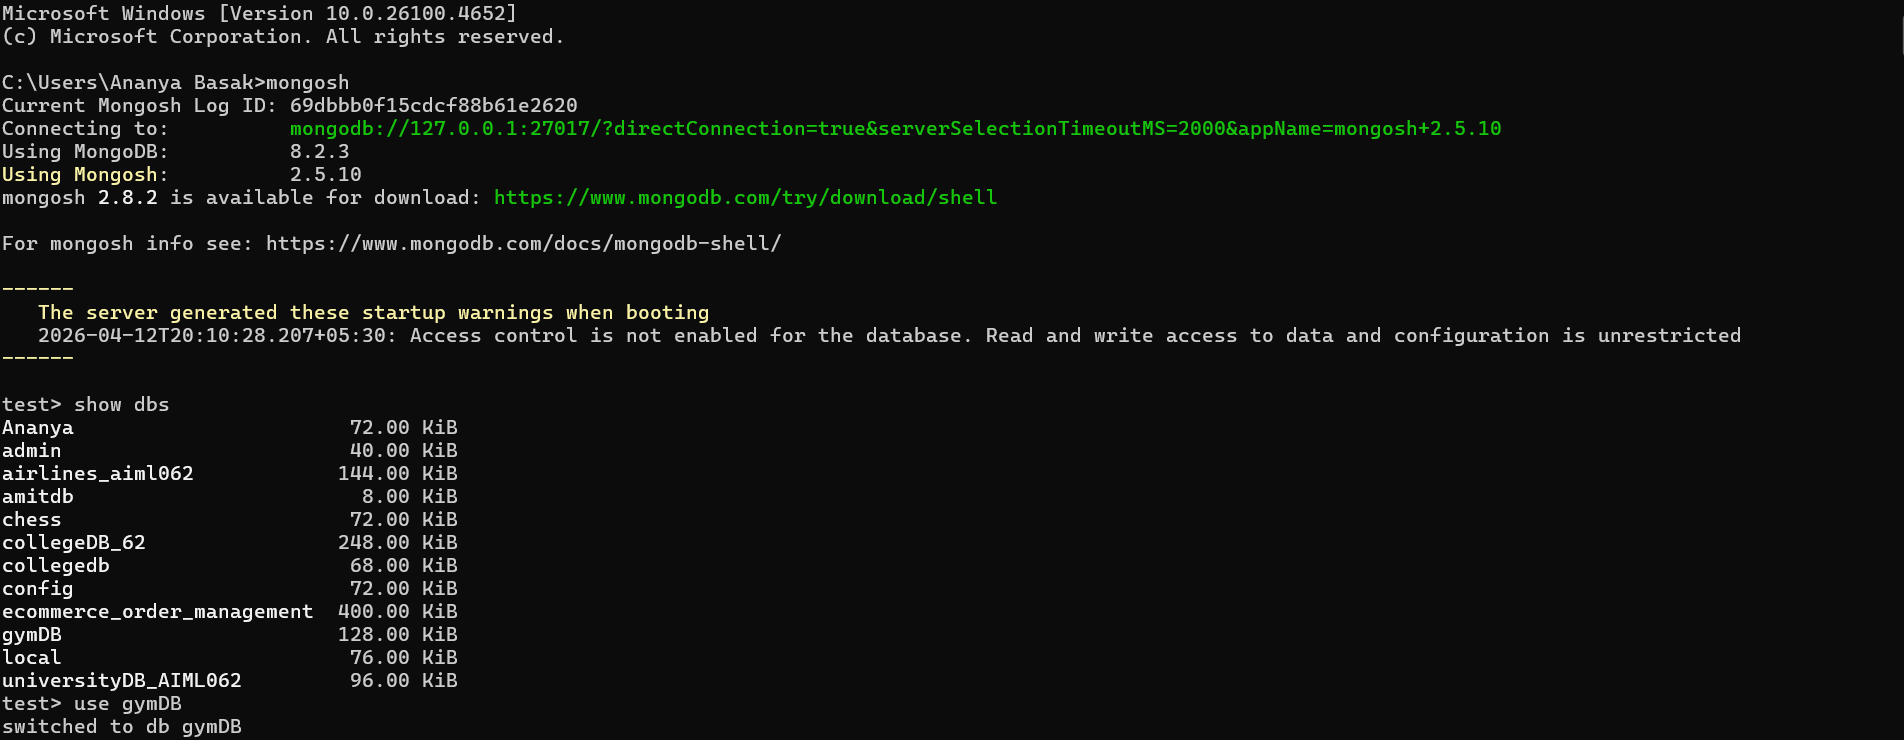 Microsoft Windows [Version 10.0.26100.4652]
(c) Microsoft Corporation. All rights reserved.
C:\Users\Ananya Basak>mongosh
Current Mongosh Log ID: 69dbbb0f15cdcf88b61e2620
Connecting to: mongodb://127.0.0.1:27017/?directConnection=true&serverSelectionTimeoutMS=2000&appName=mongosh+2.5.10
Using MongoDB: 8.2.3
Using Mongosh: 2.5.10
mongosh 2.8.2 is available for download: https://www.mongodb.com/try/download/shell
For mongosh info see: https://www.mongodb.com/docs/mongodb-shell/
------
The server generated these startup warnings when booting
2026-04-12T20:10:28.207+05:30: Access control is not enabled for the database. Read and write access to data and configuration is unrestricted
------
test> show dbs
Ananya 72.00 KiB
admin 40.00 KiB
airlines_aiml062 144.00 KiB
amitdb 8.00 KiB
chess 72.00 KiB
collegeDB_62 248.00 KiB
collegedb 68.00 KiB
config 72.00 KiB
ecommerce_order_management 400.00 KiB
gymDB 128.00 KiB
local 76.00 KiB
universityDB_AIML062 96.00 KiB
test> use gymDB
switched to db gymDB